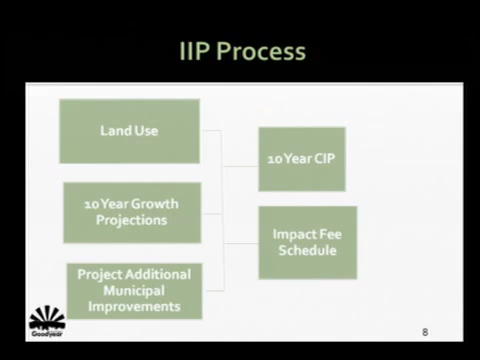 IIP Process
Land Use
10 Year CIP
10 Year Growth
Projections
Impact Fee
Schedule
Project Additional
Municipal
Improvements
Goodyear
8